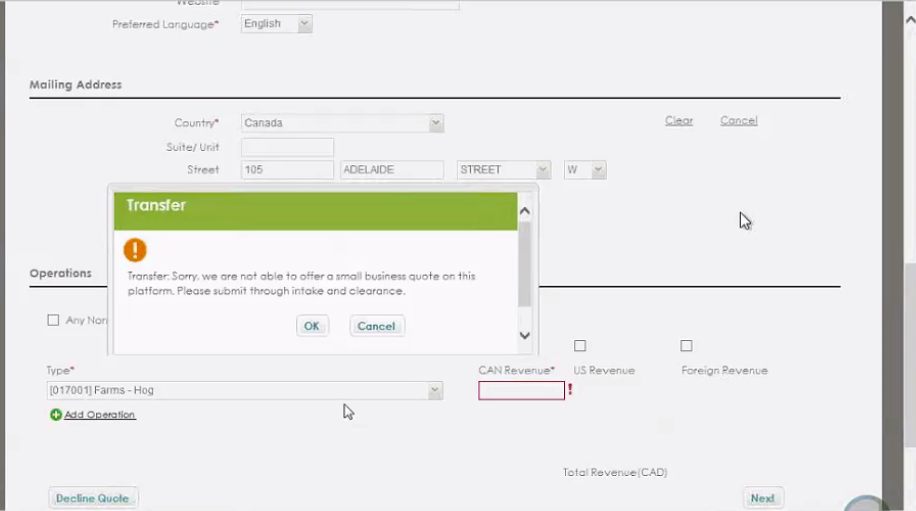 Website
Preferred Language* English
Mailing Address
Country* Canada
Clear Cancel
Suite/ Unit
Street 105 ADELAIDE STREET W
Transfer
!
Transfer: Sorry, we are not able to offer a small business quote on this
platform. Please submit through intake and clearance.
OK Cancel
Operations
Any Non
Type* CAN Revenue* US Revenue Foreign Revenue
[017001] Farms - Hog !
Add Operation
Total Revenue(CAD)
Decline Quote Next